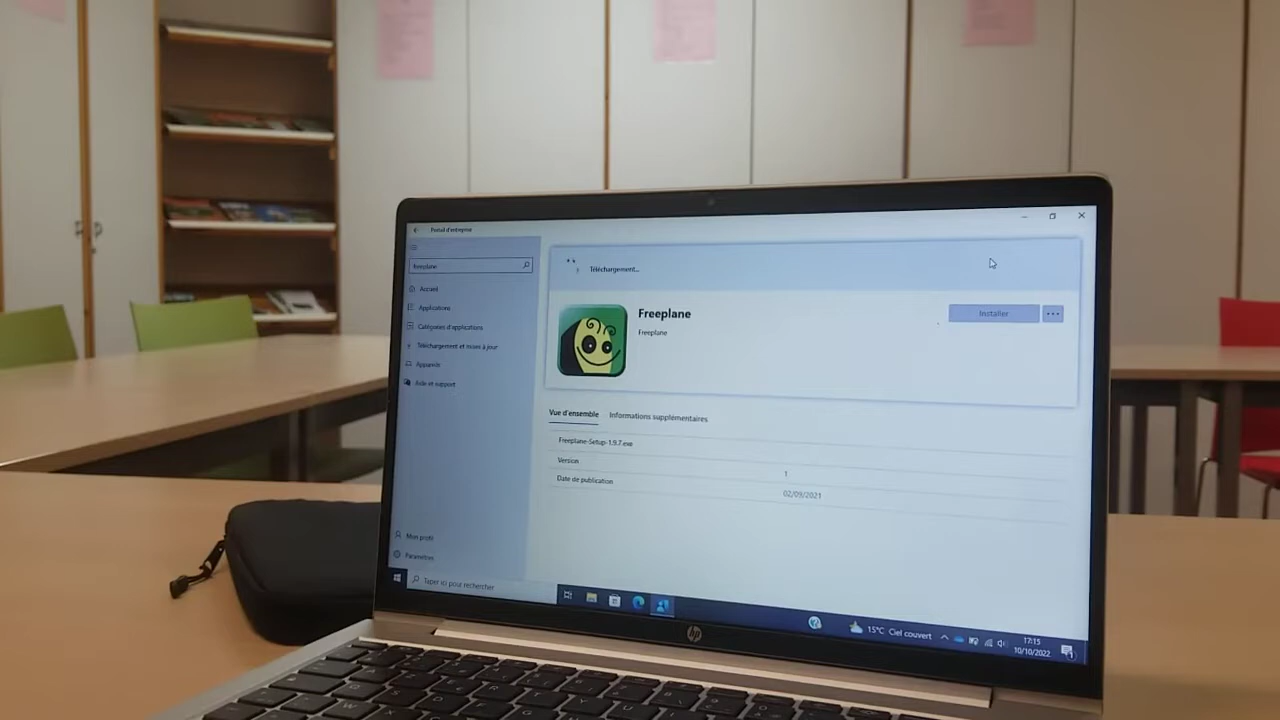 Portail d'entreprise
freeplane
Accueil
Applications
Catégories d'applications
Téléchargement et mises à jour
Appareils
Aide et support
Mon profil
Paramètres
Téléchargement...
Freeplane
Freeplane
Installer
Vue d'ensemble Informations supplémentaires
Freeplane-Setup-1.9.7.exe
Version
1
Date de publication
02/09/2021
Taper ici pour rechercher
15°C Ciel couvert
17:15
10/10/2022
hp